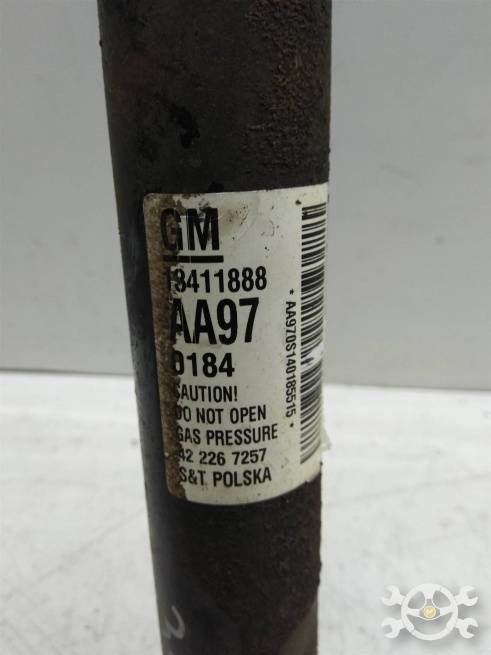 GM
13411888
AA97
0184
CAUTION!
DO NOT OPEN
GAS PRESSURE
42 226 7257
S&T POLSKA
* AA970S140185515 *